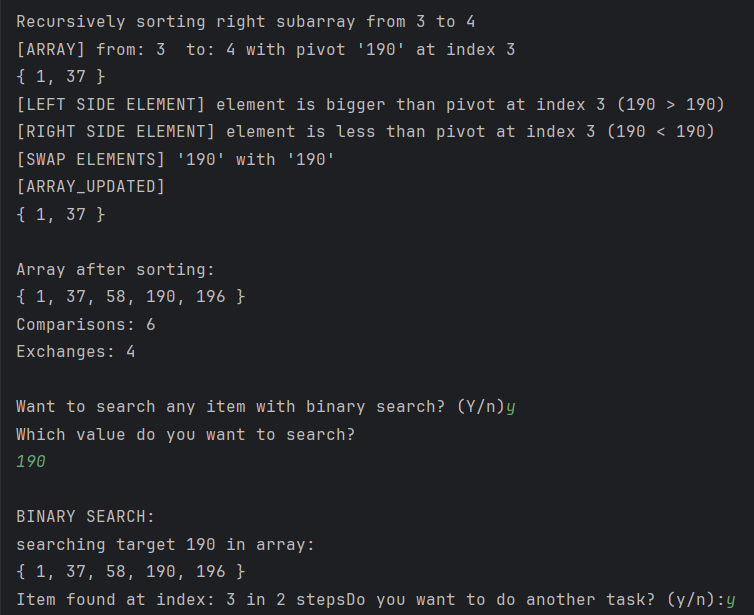 Recursively sorting right subarray from 3 to 4
[ARRAY] from: 3  to: 4 with pivot '190' at index 3
{ 1, 37 }
[LEFT SIDE ELEMENT] element is bigger than pivot at index 3 (190 > 190)
[RIGHT SIDE ELEMENT] element is less than pivot at index 3 (190 < 190)
[SWAP ELEMENTS] '190' with '190'
[ARRAY_UPDATED]
{ 1, 37 }
Array after sorting:
{ 1, 37, 58, 190, 196 }
Comparisons: 6
Exchanges: 4
Want to search any item with binary search? (Y/n)y
Which value do you want to search?
190
BINARY SEARCH:
searching target 190 in array:
{ 1, 37, 58, 190, 196 }
Item found at index: 3 in 2 stepsDo you want to do another task? (y/n):y